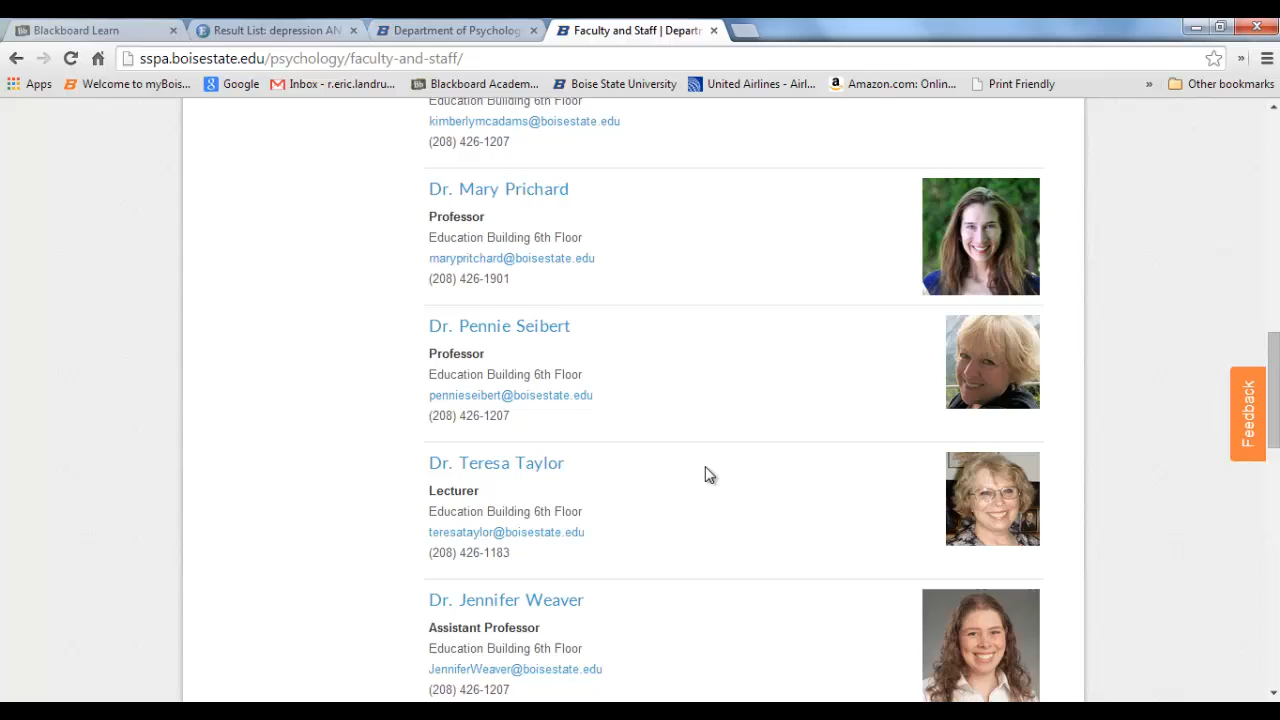 Blackboard Learn
Result List: depression AN
Department of Psycholog
Faculty and Staff | Departr
sspa.boisestate.edu/psychology/faculty-and-staff/
Apps
Welcome to myBois...
Google
Inbox - r.eric.landru...
Blackboard Academ...
Boise State University
United Airlines - Airl...
Amazon.com: Onlin...
Print Friendly
Other bookmarks
Education Building 6th Floor
kimberlymcadams@boisestate.edu
(208) 426-1207
Dr. Mary Prichard
Professor
Education Building 6th Floor
marypritchard@boisestate.edu
(208) 426-1901
Dr. Pennie Seibert
Professor
Education Building 6th Floor
pennieseibert@boisestate.edu
(208) 426-1207
Dr. Teresa Taylor
Lecturer
Education Building 6th Floor
teresataylor@boisestate.edu
(208) 426-1183
Dr. Jennifer Weaver
Assistant Professor
Education Building 6th Floor
JenniferWeaver@boisestate.edu
(208) 426-1207
Feedback